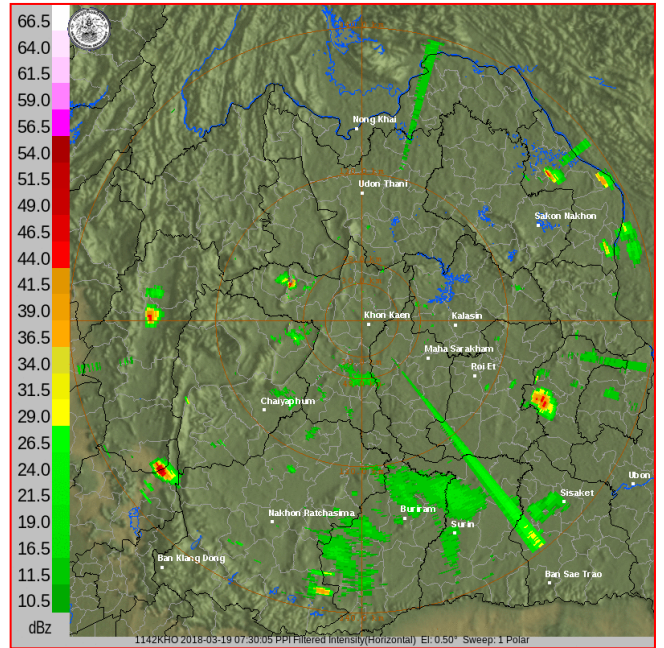 66.5
64.0
61.5
59.0
56.5
54.0
51.5
49.0
46.5
44.0
41.5
39.0
36.5
34.0
31.5
29.0
26.5
24.0
21.5
19.0
16.5
11.5
10.5
dBz
Nong Khai
Udon Thani
Sakon Nakhon
Khon Kaen
Kalasin
Maha Sarakham
Roi Et
Chaiyaphum
Ubon
Sisaket
Nakhon Ratchasima
Buriram
Surin
Ban Klang Dong
Ban Sae Trao
1142KHO 2018-03-19 07:30:05 PPI Filtered Intensity(Horizontal) El: 0.50° Sweep: 1 Polar